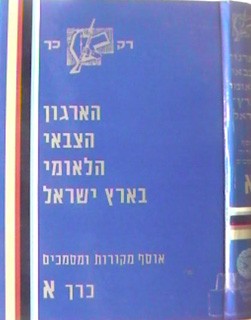 רק כך
הארגון
הצבאי
הלאומי
בארץ ישראל
אוסף מקורות ומסמכים
כרך א